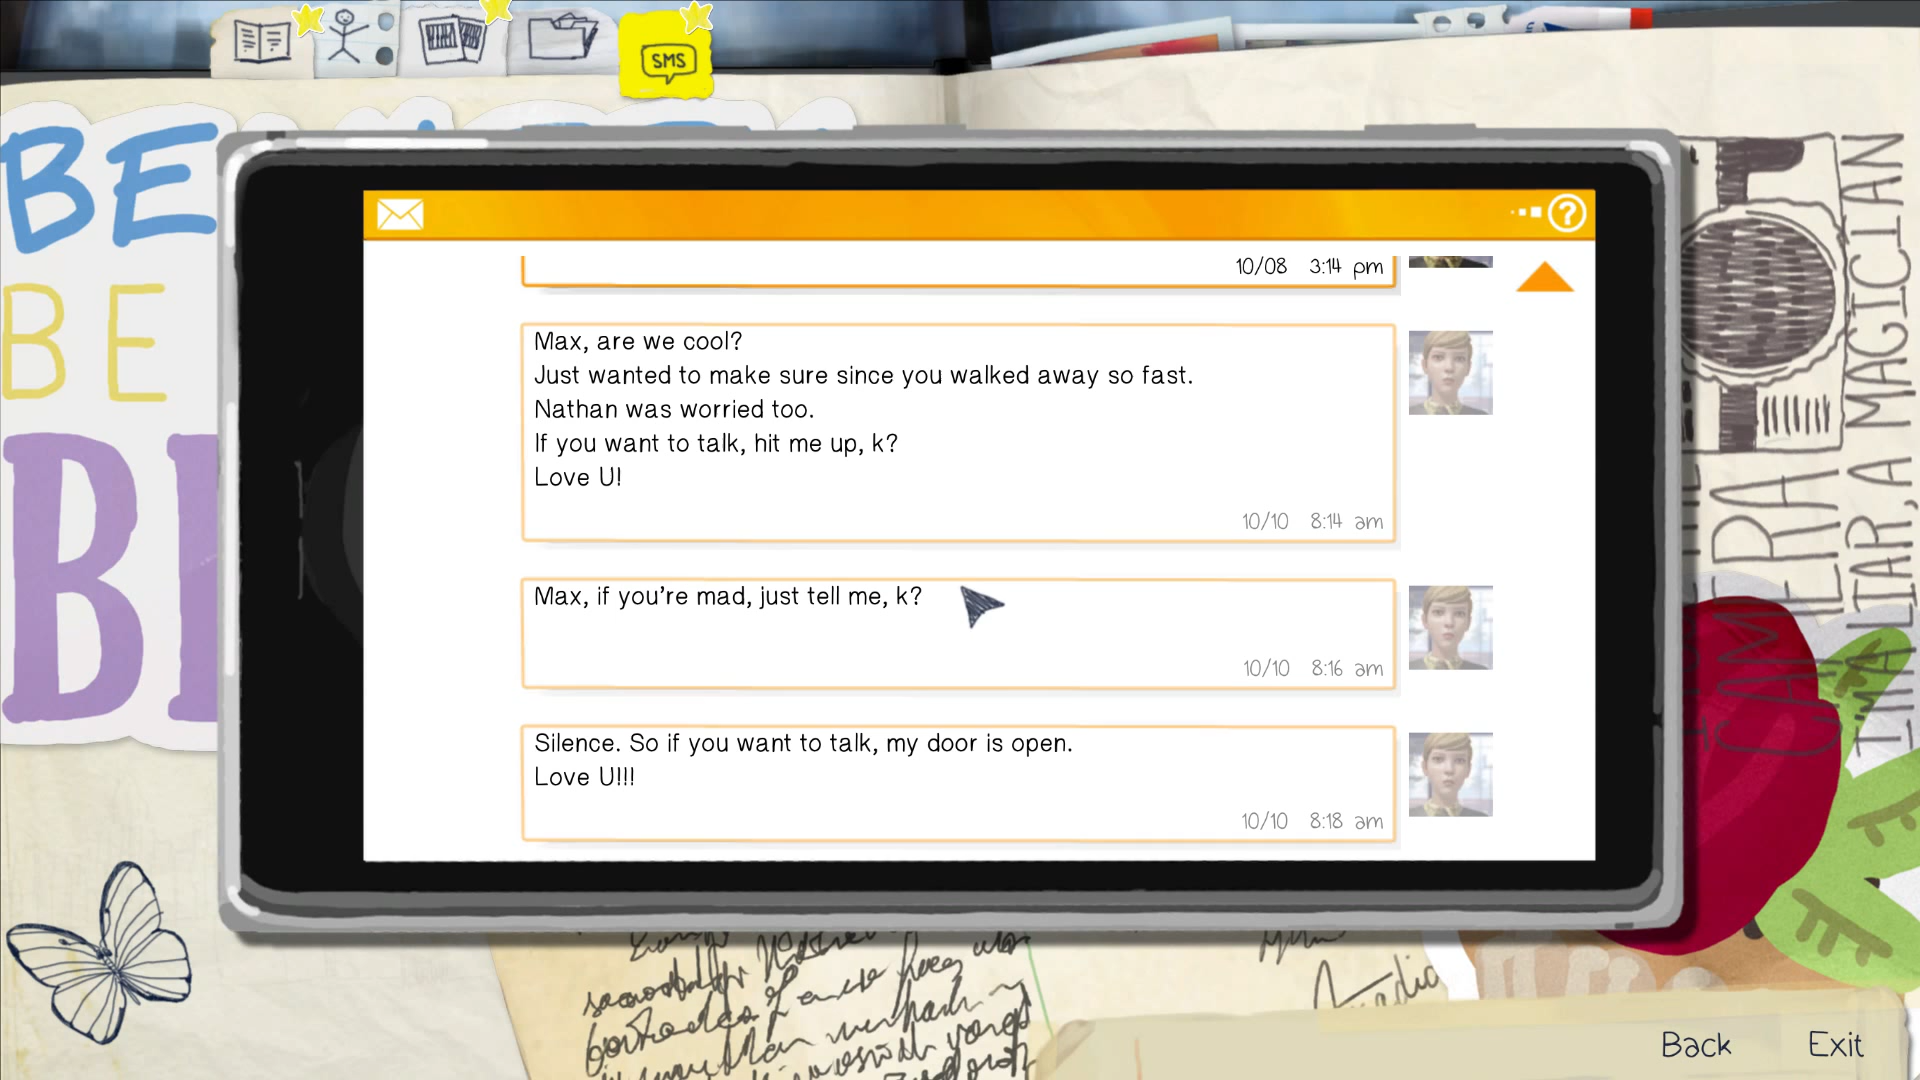 SMS
BE
BE
10/08 3:14 pm
Max, are we cool?
Just wanted to make sure since you walked away so fast.
Nathan was worried too.
If you want to talk, hit me up, k?
Love U!
10/10 8:14 am
Max, if you're mad, just tell me, k?
10/10 8:16 am
Silence. So if you want to talk, my door is open.
Love U!!!
10/10 8:18 am
CAMERA
I'M A LIAR, A MAGICIAN
Back
Exit